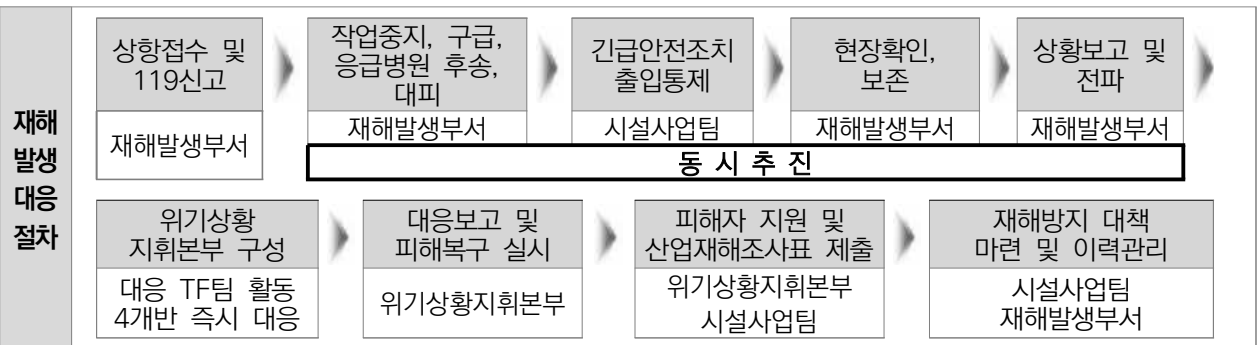 재해
발생
대응
절차
상항접수 및
119신고
재해발생부서
작업중지, 구급,
응급병원 후송,
대피
재해발생부서
긴급안전조치
출입통제
시설사업팀
현장확인,
보존
재해발생부서
상황보고 및
전파
재해발생부서
동 시 추 진
위기상황
지휘본부 구성
대응 TF팀 활동
4개반 즉시 대응
대응보고 및
피해복구 실시
위기상황지휘본부
피해자 지원 및
산업재해조사표 제출
위기상황지휘본부
시설사업팀
재해방지 대책
마련 및 이력관리
시설사업팀
재해발생부서